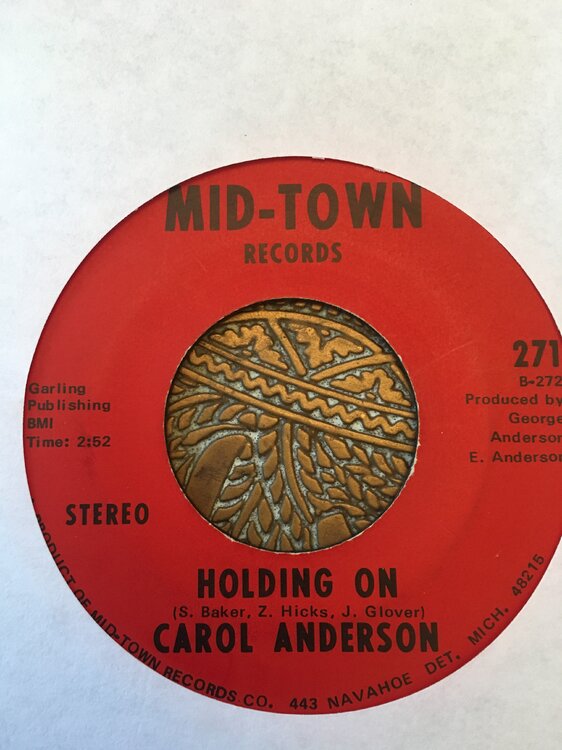 MID-TOWN
RECORDS
271
B-272
Produced by
George
Anderson
E. Anderson
Garling
Publishing
BMI
Time: 2:52
STEREO
HOLDING ON
(S. Baker, Z. Hicks, J. Glover)
CAROL ANDERSON
PRODUCT OF MID-TOWN RECORDS CO. 443 NAVAHOE DET. MICH. 48215